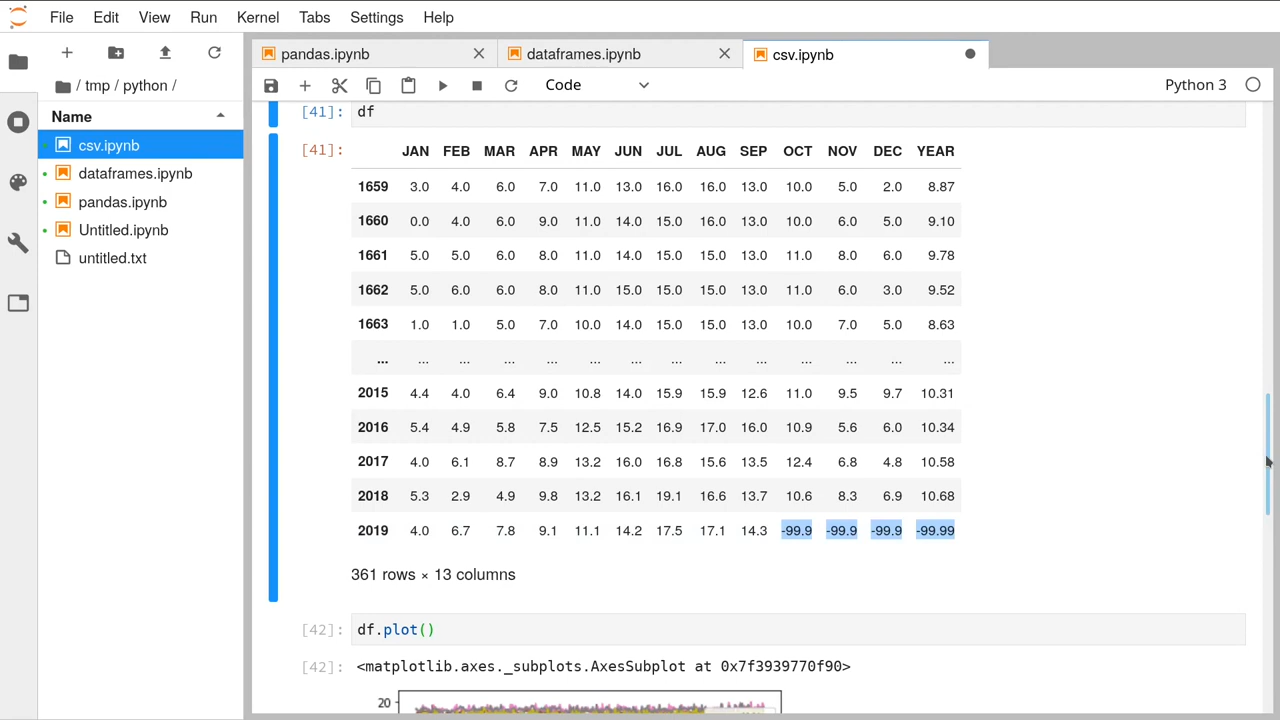 File Edit View Run Kernel Tabs Settings Help
pandas.ipynb dataframes.ipynb csv.ipynb
/ tmp / python /
Code Python 3
Name
csv.ipynb
dataframes.ipynb
pandas.ipynb
Untitled.ipynb
untitled.txt
[41]: df
[41]: JAN FEB MAR APR MAY JUN JUL AUG SEP OCT NOV DEC YEAR
1659 3.0 4.0 6.0 7.0 11.0 13.0 16.0 16.0 13.0 10.0 5.0 2.0 8.87
1660 0.0 4.0 6.0 9.0 11.0 14.0 15.0 16.0 13.0 10.0 6.0 5.0 9.10
1661 5.0 5.0 6.0 8.0 11.0 14.0 15.0 15.0 13.0 11.0 8.0 6.0 9.78
1662 5.0 6.0 6.0 8.0 11.0 15.0 15.0 15.0 13.0 11.0 6.0 3.0 9.52
1663 1.0 1.0 5.0 7.0 10.0 14.0 15.0 15.0 13.0 10.0 7.0 5.0 8.63
... ... ... ... ... ... ... ... ... ... ... ... ... ...
2015 4.4 4.0 6.4 9.0 10.8 14.0 15.9 15.9 12.6 11.0 9.5 9.7 10.31
2016 5.4 4.9 5.8 7.5 12.5 15.2 16.9 17.0 16.0 10.9 5.6 6.0 10.34
2017 4.0 6.1 8.7 8.9 13.2 16.0 16.8 15.6 13.5 12.4 6.8 4.8 10.58
2018 5.3 2.9 4.9 9.8 13.2 16.1 19.1 16.6 13.7 10.6 8.3 6.9 10.68
2019 4.0 6.7 7.8 9.1 11.1 14.2 17.5 17.1 14.3 -99.9 -99.9 -99.9 -99.99
361 rows × 13 columns
[42]: df.plot()
[42]: <matplotlib.axes._subplots.AxesSubplot at 0x7f3939770f90>
20